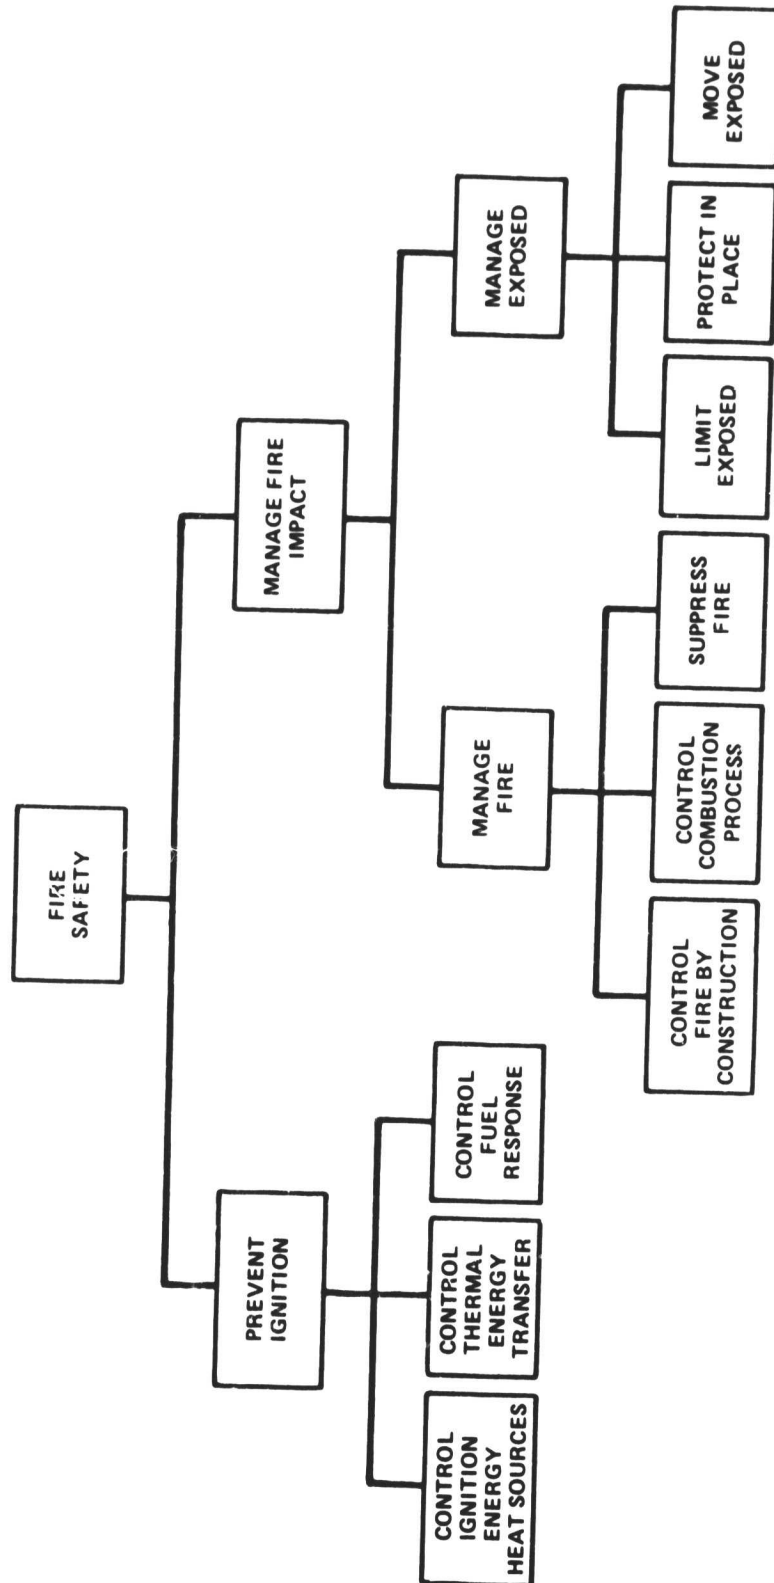 FIRE
SAFETY
PREVENT
IGNITION
MANAGE FIRE
IMPACT
CONTROL
IGNITION
ENERGY
HEAT SOURCES
CONTROL
THERMAL
ENERGY
TRANSFER
CONTROL
FUEL
RESPONSE
MANAGE
FIRE
MANAGE
EXPOSED
CONTROL
FIRE BY
CONSTRUCTION
CONTROL
COMBUSTION
PROCESS
SUPPRESS
FIRE
LIMIT
EXPOSED
PROTECT IN
PLACE
MOVE
EXPOSED